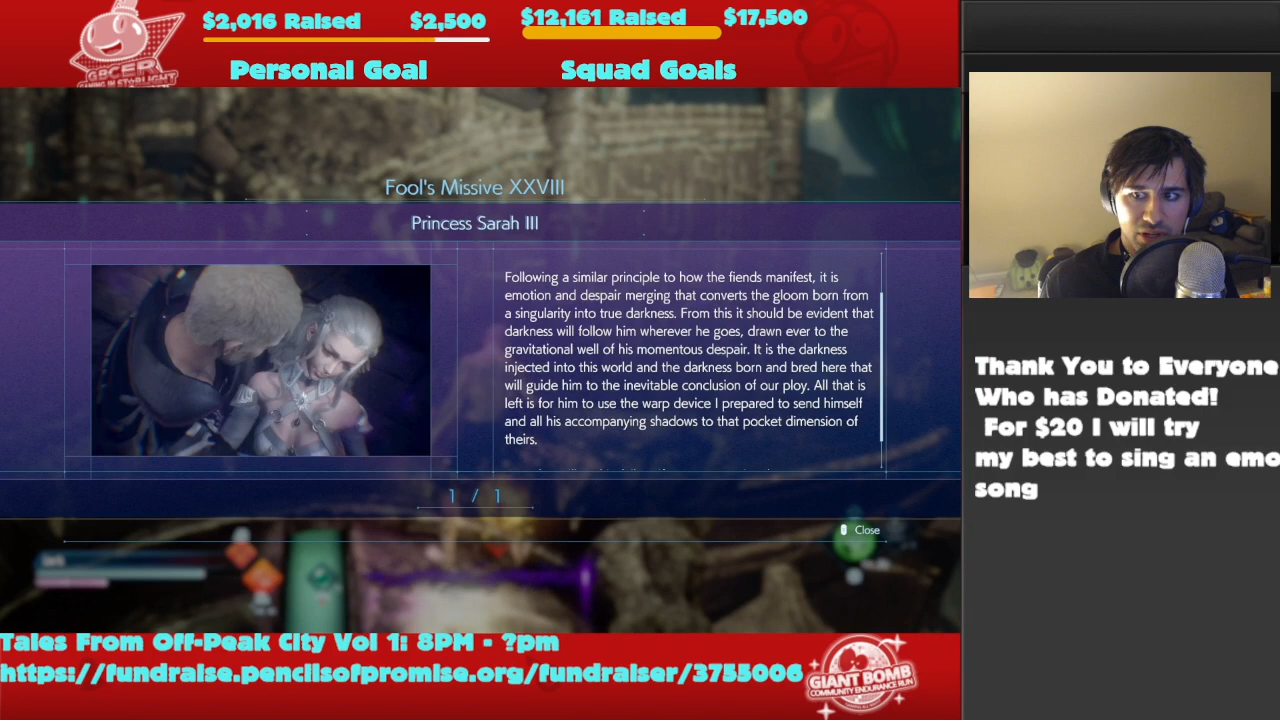 $2,016 Raised $2,500
$12,161 Raised $17,500
Personal Goal
Squad Goals
GBCER
GAMING IN STARLIGHT
Fool's Missive XXVIII
Princess Sarah III
Following a similar principle to how the fiends manifest, it is
emotion and despair merging that converts the gloom born from
a singularity into true darkness. From this it should be evident that
darkness will follow him wherever he goes, drawn ever to the
gravitational well of his momentous despair. It is the darkness
injected into this world and the darkness born and bred here that
will guide him to the inevitable conclusion of our ploy. All that is
left is for him to use the warp device I prepared to send himself
and all his accompanying shadows to that pocket dimension of
theirs.
1 / 1
Close
Thank You to Everyone
Who has Donated!
For $20 I will try
my best to sing an emo
song
Tales From Off-Peak City Vol 1: 8PM - ?pm
https://fundraise.pencilsofpromise.org/fundraiser/3755006
GIANT BOMB
COMMUNITY ENDURANCE RUN